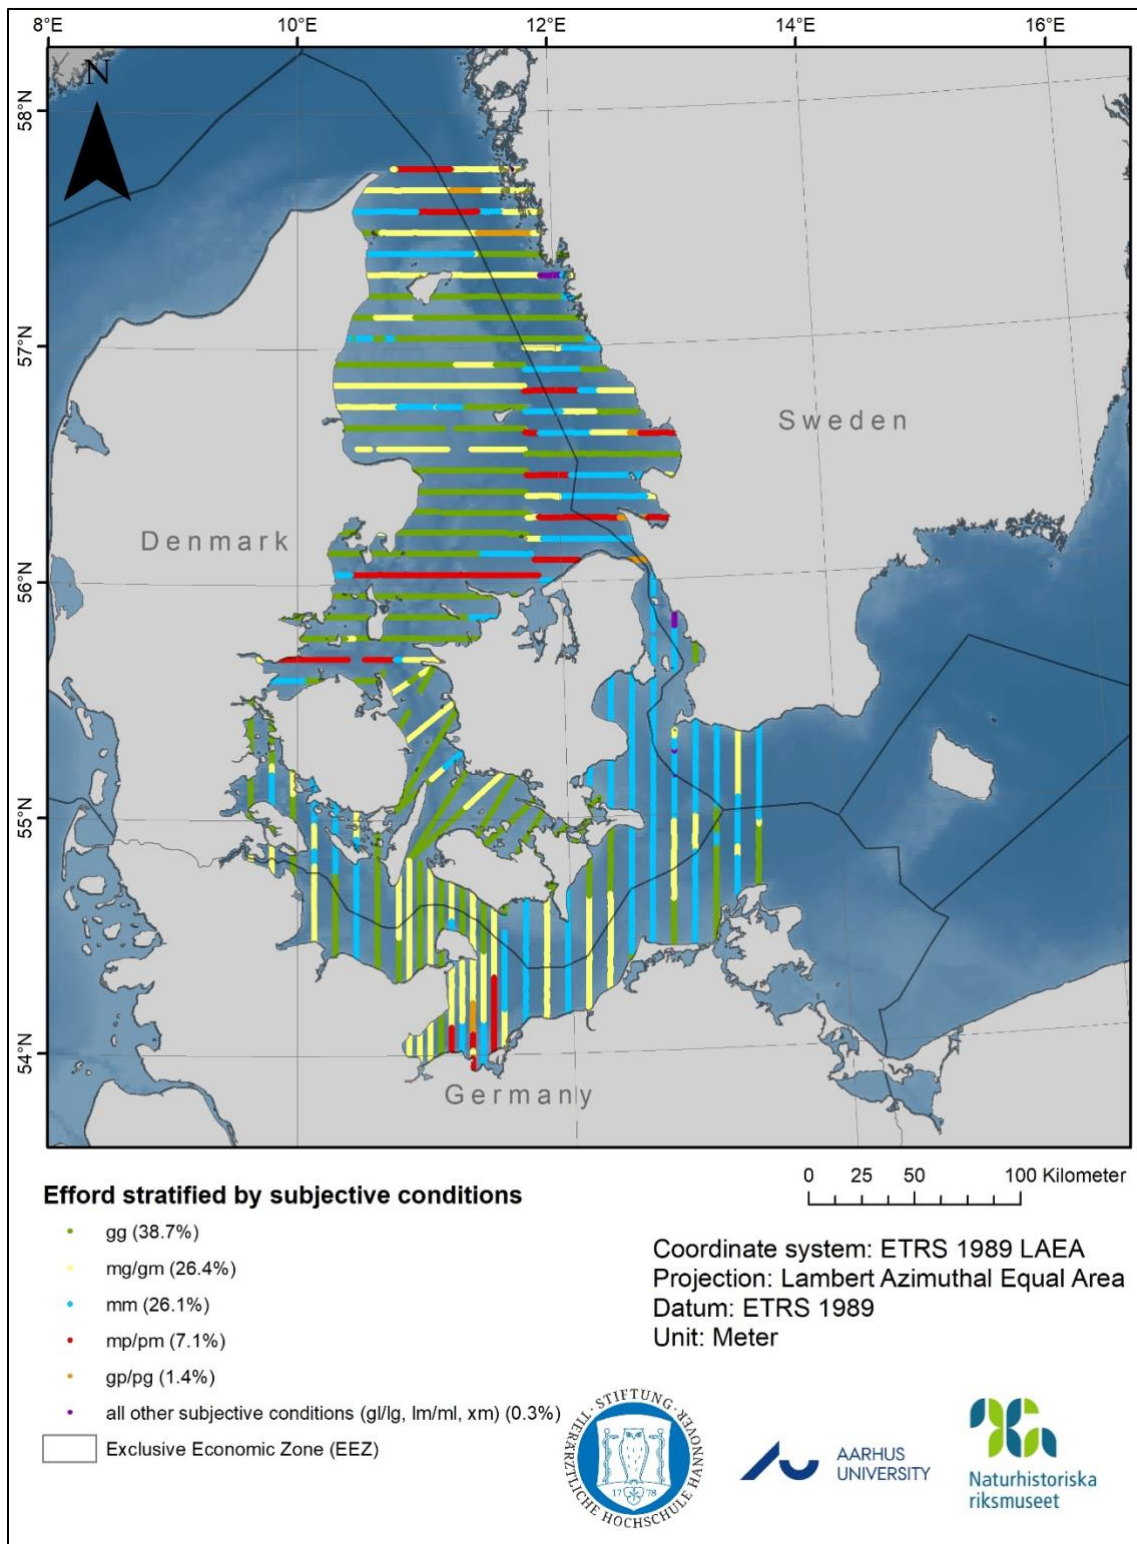 8°E 10°E 12°E 14°E 16°E
N
58°N
57°N
Sweden
Denmark
56°N
55°N
54°N
Germany
0 25 50 100 Kilometer
Efford stratified by subjective conditions
gg (38.7%)
mg/gm (26.4%)
mm (26.1%)
mp/pm (7.1%)
gp/pg (1.4%)
all other subjective conditions (gl/lg, lm/ml, xm) (0.3%)
Exclusive Economic Zone (EEZ)
Coordinate system: ETRS 1989 LAEA
Projection: Lambert Azimuthal Equal Area
Datum: ETRS 1989
Unit: Meter
STIFTUNG · TIERÄRZTLICHE HOCHSCHULE HANNOVER ·
17 78
AARHUS
UNIVERSITY
Naturhistoriska
riksmuseet